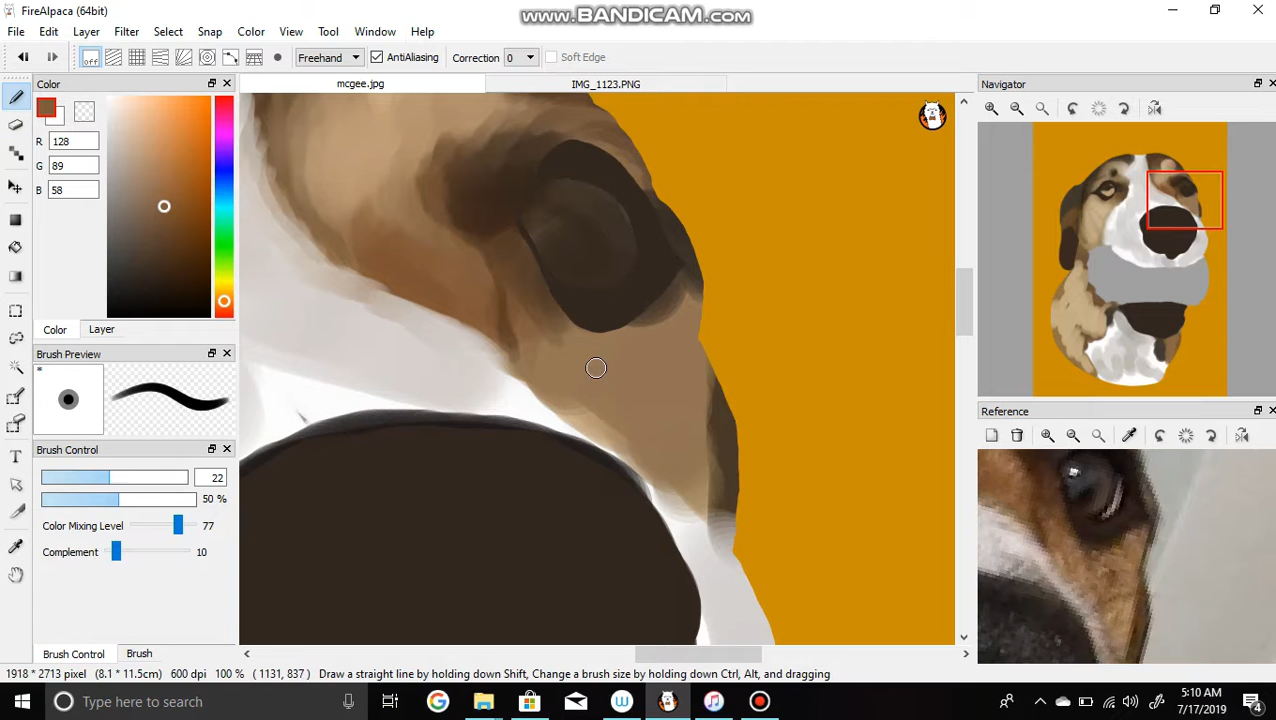 FireAlpaca (64bit)
www.BANDICAM.com
File Edit Layer Filter Select Snap Color View Tool Window Help
off Freehand AntiAliasing Correction 0 Soft Edge
Color
mcgee.jpg
IMG_1123.PNG
Navigator
R 128
G 89
B 58
Color Layer
Brush Preview
*
Brush Control
22
50 %
Color Mixing Level 77
Complement 10
Reference
Brush Control Brush
1918 * 2713 pixel (8.1 * 11.5cm) 600 dpi 100 % ( 1131, 837 ) Draw a straight line by holding down Shift, Change a brush size by holding down Ctrl, Alt, and dragging
Type here to search
G
W
5:10 AM
7/17/2019
4